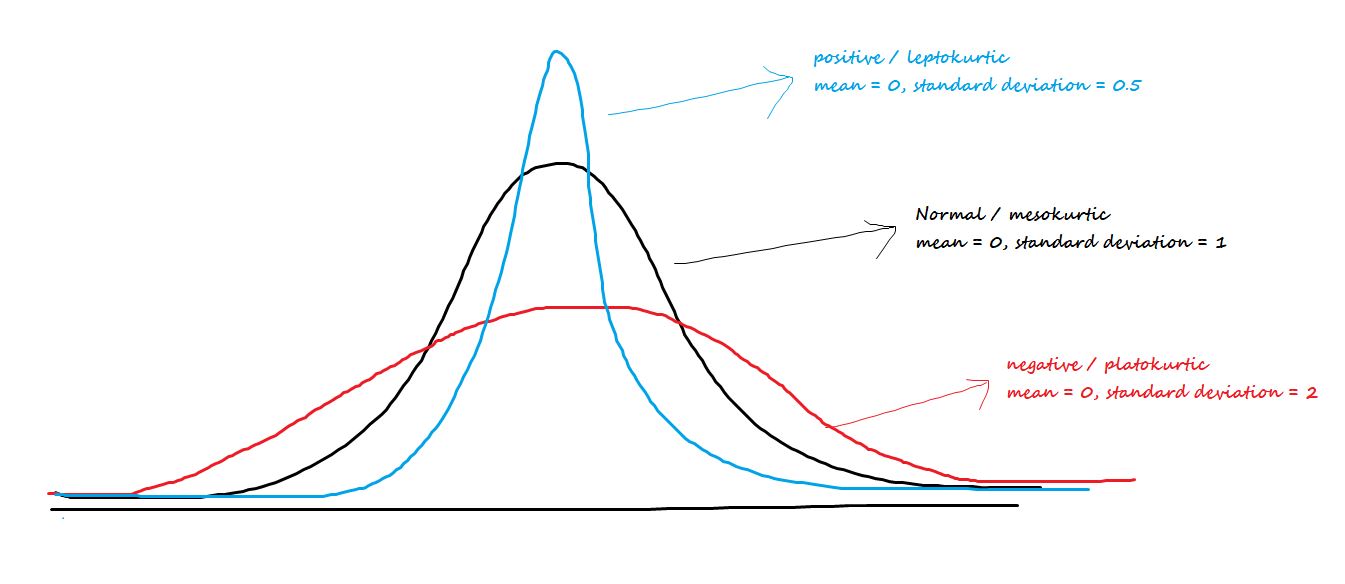 positive / leptokurtic
mean = 0, standard deviation = 0.5
Normal / mesokurtic
mean = 0, standard deviation = 1
negative / platokurtic
mean = 0, standard deviation = 2